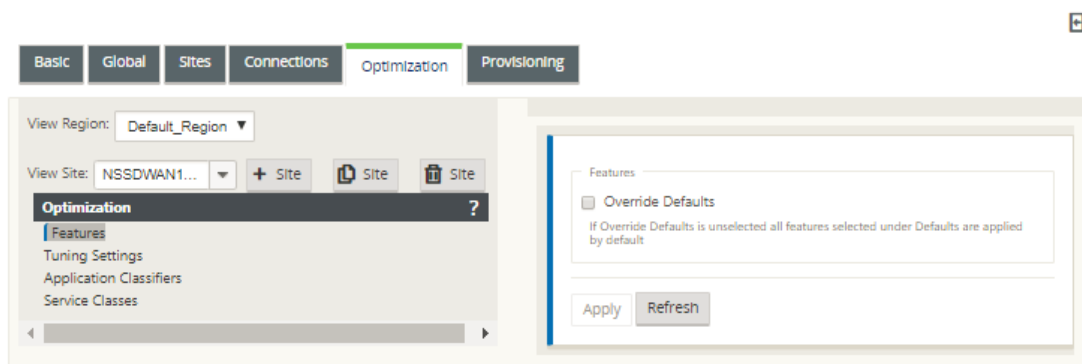 Basic Global Sites Connections Optimization Provisioning
View Region: Default_Region
View Site: NSSDWAN1... + Site Site Site
Optimization ?
Features
Tuning Settings
Application Classifiers
Service Classes
Features
Override Defaults
If Override Defaults is unselected all features selected under Defaults are applied
by default
Apply Refresh